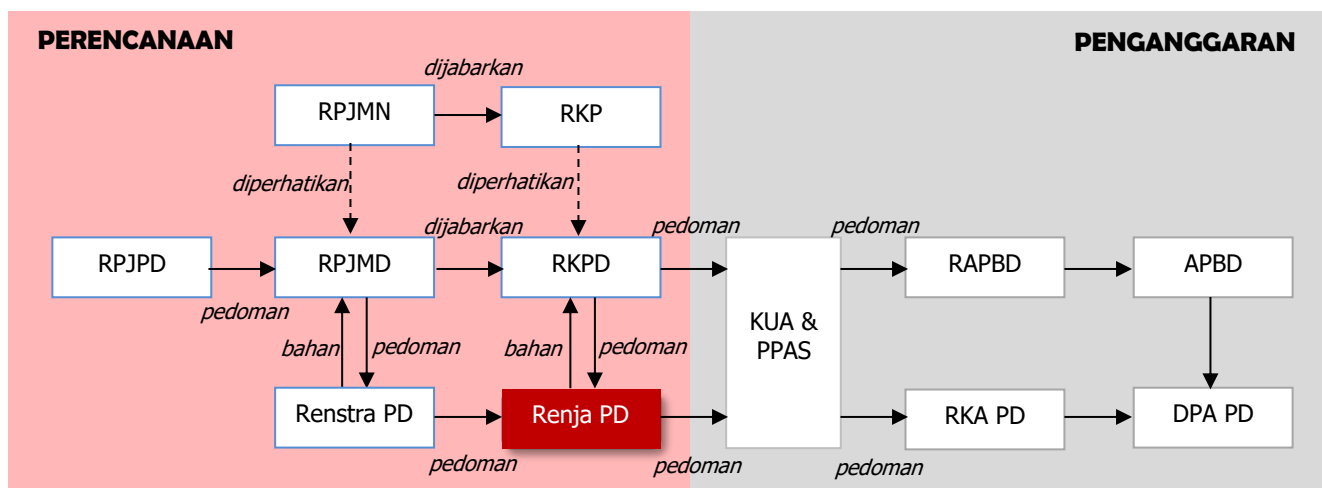 PERENCANAAN
PENGANGGARAN
dijabarkan
RPJMN
RKP
diperhatikan
diperhatikan
dijabarkan
pedoman
pedoman
RPJPD
RPJMD
RKPD
RAPBD
APBD
pedoman
KUA &
PPAS
bahan
pedoman
bahan
pedoman
Renstra PD
Renja PD
RKA PD
DPA PD
pedoman
pedoman
pedoman